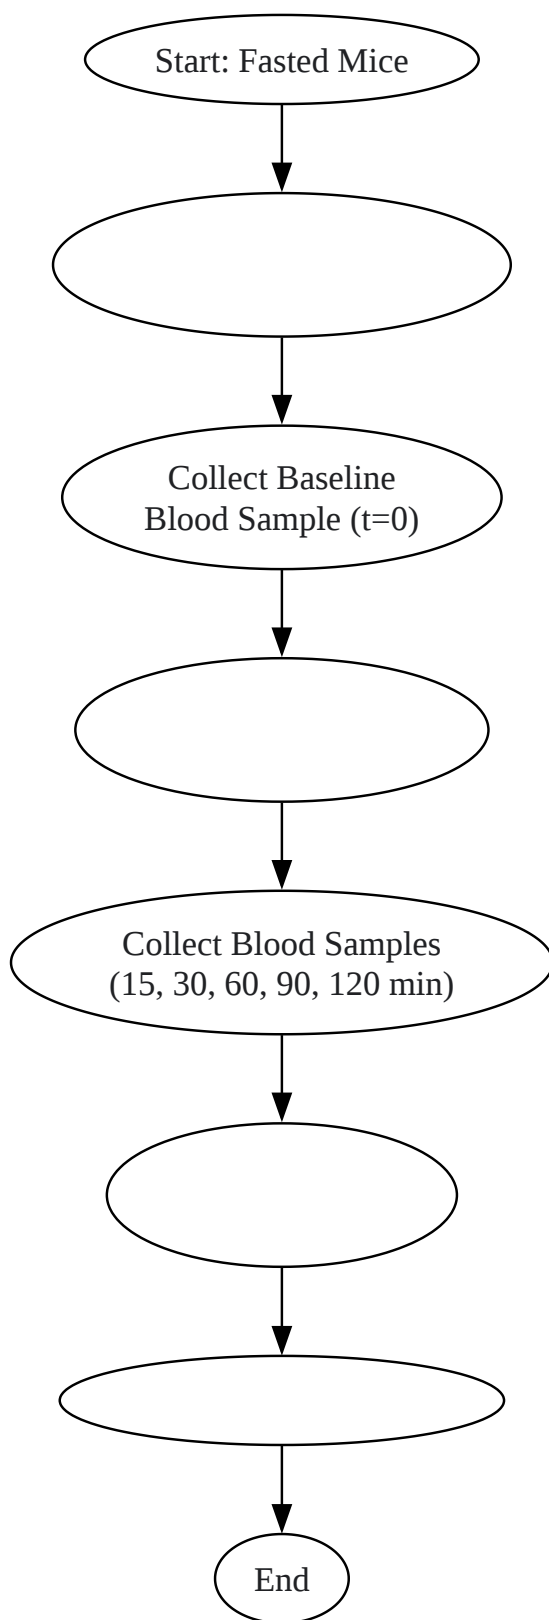 Start: Fasted Mice
Collect Baseline
Blood Sample (t=0)
Collect Blood Samples
(15, 30, 60, 90, 120 min)
End